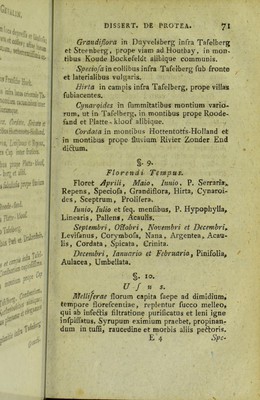 DISSERT. DE PROTEA. 71
Grandiflora in Duyvelsberg infra Tafelberg
et Steenberg, prope viam ad Houtbay, in mon-
tibus Koude Bockefeldt alibique communis.
Speciosa in collibus infra Tafelberg sub fronte
et laterialibus vulgaris.
Hirta in campis infra Tafelberg, prope villas
subiacentes.
Cynaroides in summitatibus montium vario-
rum, ut in Tafelberg, in montibus prope Roode-
sand et Platte-kloof alibique.
Cordata in montibus Hottentotts-Holland et
in montibus prope fluvium Rivier Zonder End
dictum.
§. 9.
Florendi Tempus.
Floret Aprili, Maio, Iunio, P. Serraria,
Repens, Speciosa, Grandiflora, Hirta, Cynaroi-
des, Sceptrum, Prolifera.
Iunio, Iulio et seq. mensibus, P. Hypophylla,
Linearis, Pallens, Acaulis.
Septembri, Octobri, Novembri et Decembri,
Levisanus, Corymbosa, Nana, Argentea, Acau-
lis, Cordata, Spicata, Crinita.
Decembri, Ianuario et Februario, Pinifolia,
Aulacea, Umbellata.
§. 10.
Usus.
Melliferae florum capita saepe ad dimidium,
tempore florescentiae, replentur succo melleo,
qui ab insectis filtratione purificatus et leni igne
inspissatus, Syrupum eximium praebet, propinan-
dum in tussi, raucedine et morbis aliis pectoris.
E 4 Spe-